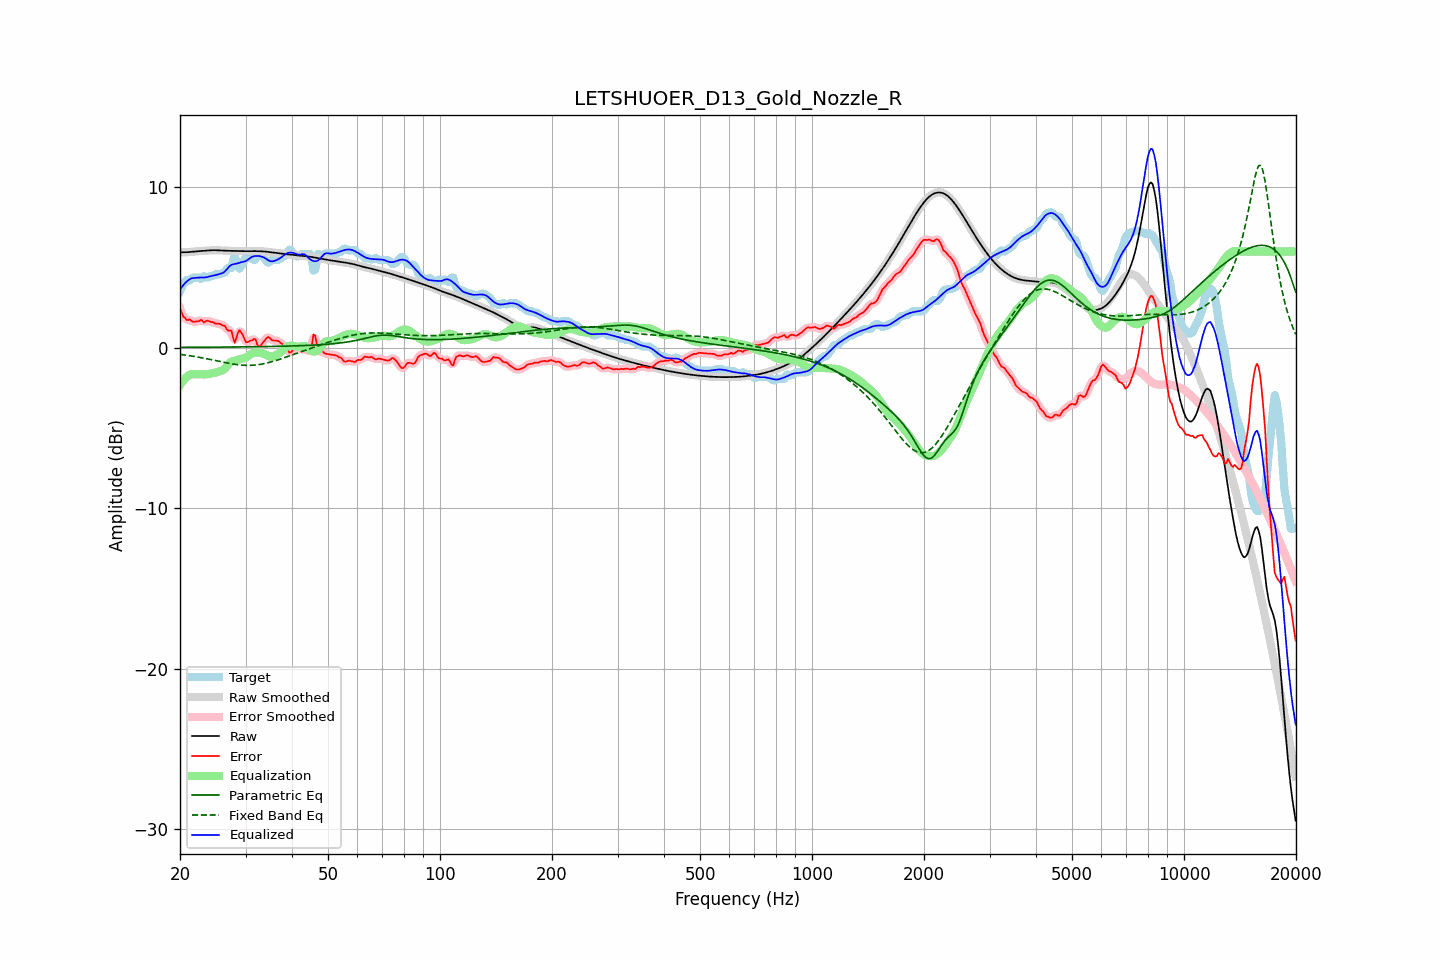 LETSHUOER_D13_Gold_Nozzle_R
Amplitude (dBr)
10
0
−10
−20
−30
Target
Raw Smoothed
Error Smoothed
Raw
Error
Equalization
Parametric Eq
Fixed Band Eq
Equalized
20 50 100 200 500 1000 2000 5000 10000 20000
Frequency (Hz)